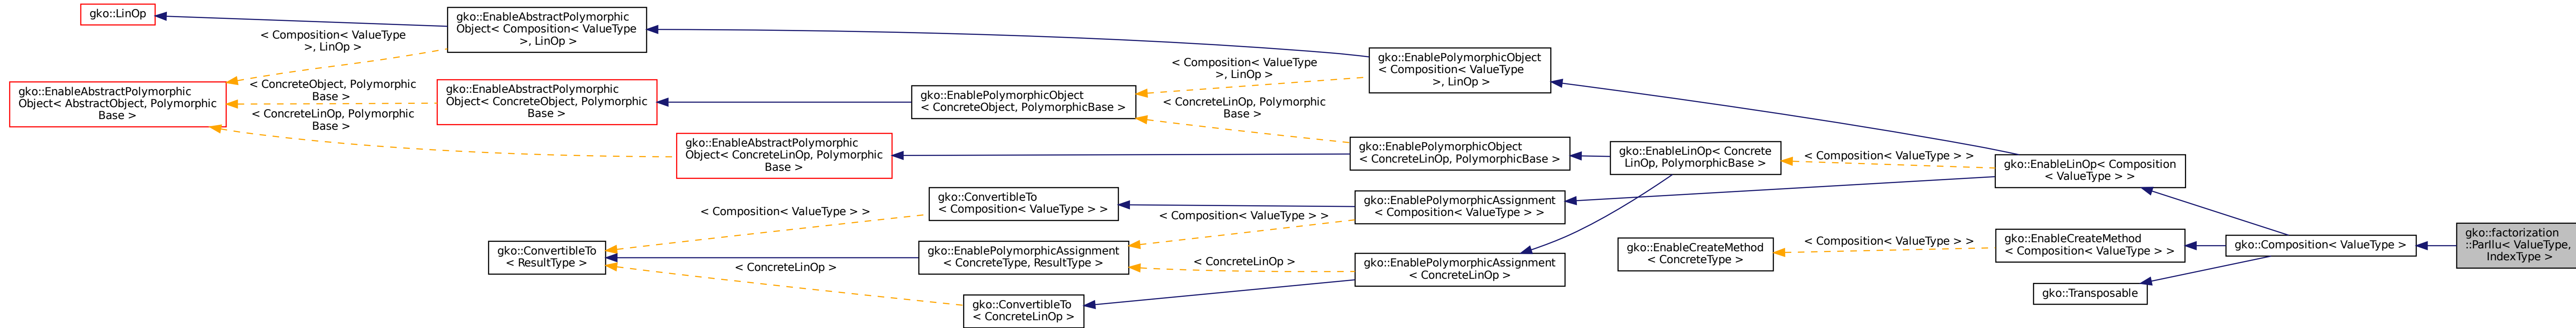 gko::LinOp
< Composition< ValueType
>, LinOp >
gko::EnableAbstractPolymorphic
Object< Composition< ValueType
>, LinOp >
gko::EnableAbstractPolymorphic
Object< AbstractObject, Polymorphic
Base >
< ConcreteObject, Polymorphic
Base >
< ConcreteLinOp, Polymorphic
Base >
gko::EnableAbstractPolymorphic
Object< ConcreteObject, Polymorphic
Base >
gko::EnableAbstractPolymorphic
Object< ConcreteLinOp, Polymorphic
Base >
gko::EnablePolymorphicObject
< ConcreteObject, PolymorphicBase >
< Composition< ValueType
>, LinOp >
< ConcreteLinOp, Polymorphic
Base >
gko::EnablePolymorphicObject
< Composition< ValueType
>, LinOp >
gko::EnablePolymorphicObject
< ConcreteLinOp, PolymorphicBase >
gko::EnableLinOp< Concrete
LinOp, PolymorphicBase >
< Composition< ValueType > >
gko::EnableLinOp< Composition
< ValueType > >
gko::ConvertibleTo
< ResultType >
< Composition< ValueType > >
< ConcreteLinOp >
gko::ConvertibleTo
< Composition< ValueType > >
gko::EnablePolymorphicAssignment
< ConcreteType, ResultType >
gko::ConvertibleTo
< ConcreteLinOp >
< Composition< ValueType > >
< ConcreteLinOp >
gko::EnablePolymorphicAssignment
< Composition< ValueType > >
gko::EnablePolymorphicAssignment
< ConcreteLinOp >
gko::EnableCreateMethod
< ConcreteType >
< Composition< ValueType > >
gko::EnableCreateMethod
< Composition< ValueType > >
gko::Transposable
gko::Composition< ValueType >
gko::factorization
::ParIlu< ValueType,
IndexType >